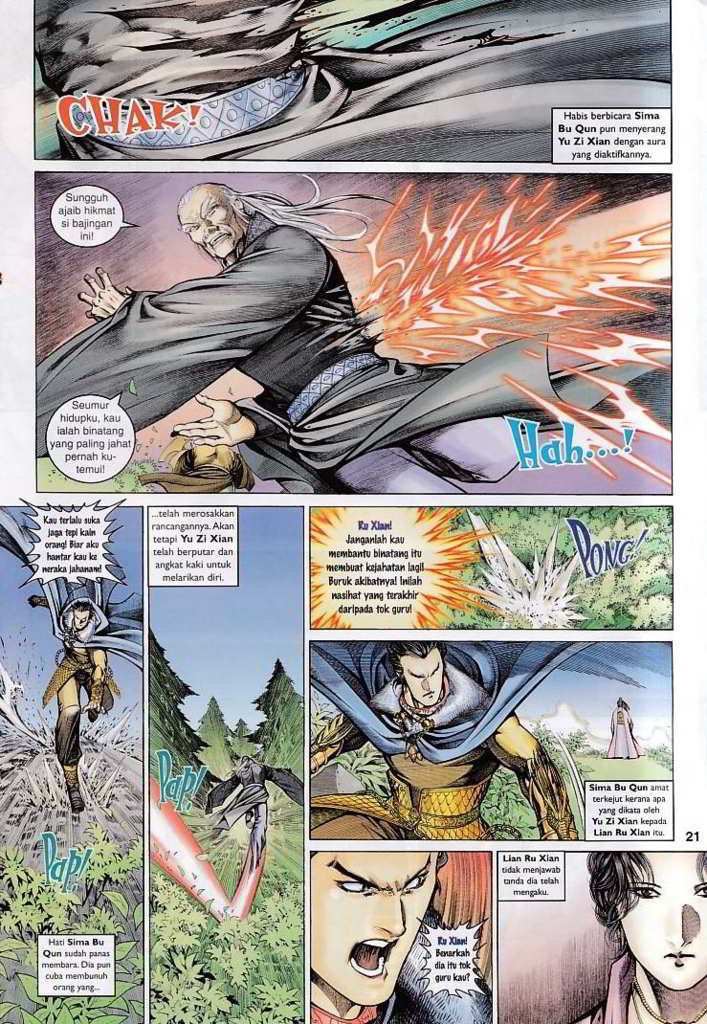 CHAK!
Habis berbicara Sima
Bu Qun pun menyerang
Yu Zi Xian dengan aura
yang diaktifkannya.
Sungguh
ajaib hikmat
si bajingan
ini!
Seumur
hidupku, kau
ialah binatang
yang paling jahat
pernah ku-
temui!
Hah...!
Kau terlalu suka
jaga tepi kain
orang! Biar aku
hantar kau ke
neraka jahanam!
Pap!
Hati Sima Bu
Qun sudah panas
membara. Dia pun
cuba membunuh
orang yang...
...telah merosakkan
rancangannya. Akan
tetapi Yu Zi Xian
telah berputar dan
angkat kaki untuk
melarikan diri.
Pap!
Ru Xian!
Janganlah kau
membantu binatang itu
membuat kejahatan lagi!
Buruk akibatnya! Inilah
nasihat yang terakhir
daripada tok guru!
PONG!
Sima Bu Qun amat
terkejut kerana apa
yang dikata oleh
Yu Zi Xian kepada
Lian Ru Xian itu.
21
Ru Xian!
Benarkah
dia itu tok
guru kau?
Lian Ru Xian
tidak menjawab
tanda dia telah
mengaku.